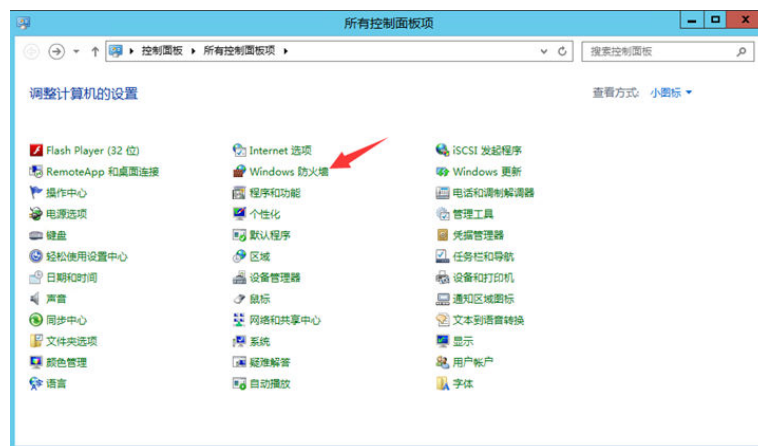 所有控制面板项
控制面板 所有控制面板项 搜索控制面板
调整计算机的设置 查看方式: 小图标
Flash Player (32 位) Internet 选项 iSCSI 发起程序
RemoteApp 和桌面连接 Windows 防火墙 Windows 更新
操作中心 程序和功能 电话和调制解调器
电源选项 个性化 管理工具
键盘 默认程序 凭据管理器
轻松使用设置中心 区域 任务栏和导航
日期和时间 设备管理器 设备和打印机
声音 鼠标 通知区域图标
同步中心 网络和共享中心 文本到语音转换
文件夹选项 系统 显示
颜色管理 疑难解答 用户帐户
语言 自动播放 字体